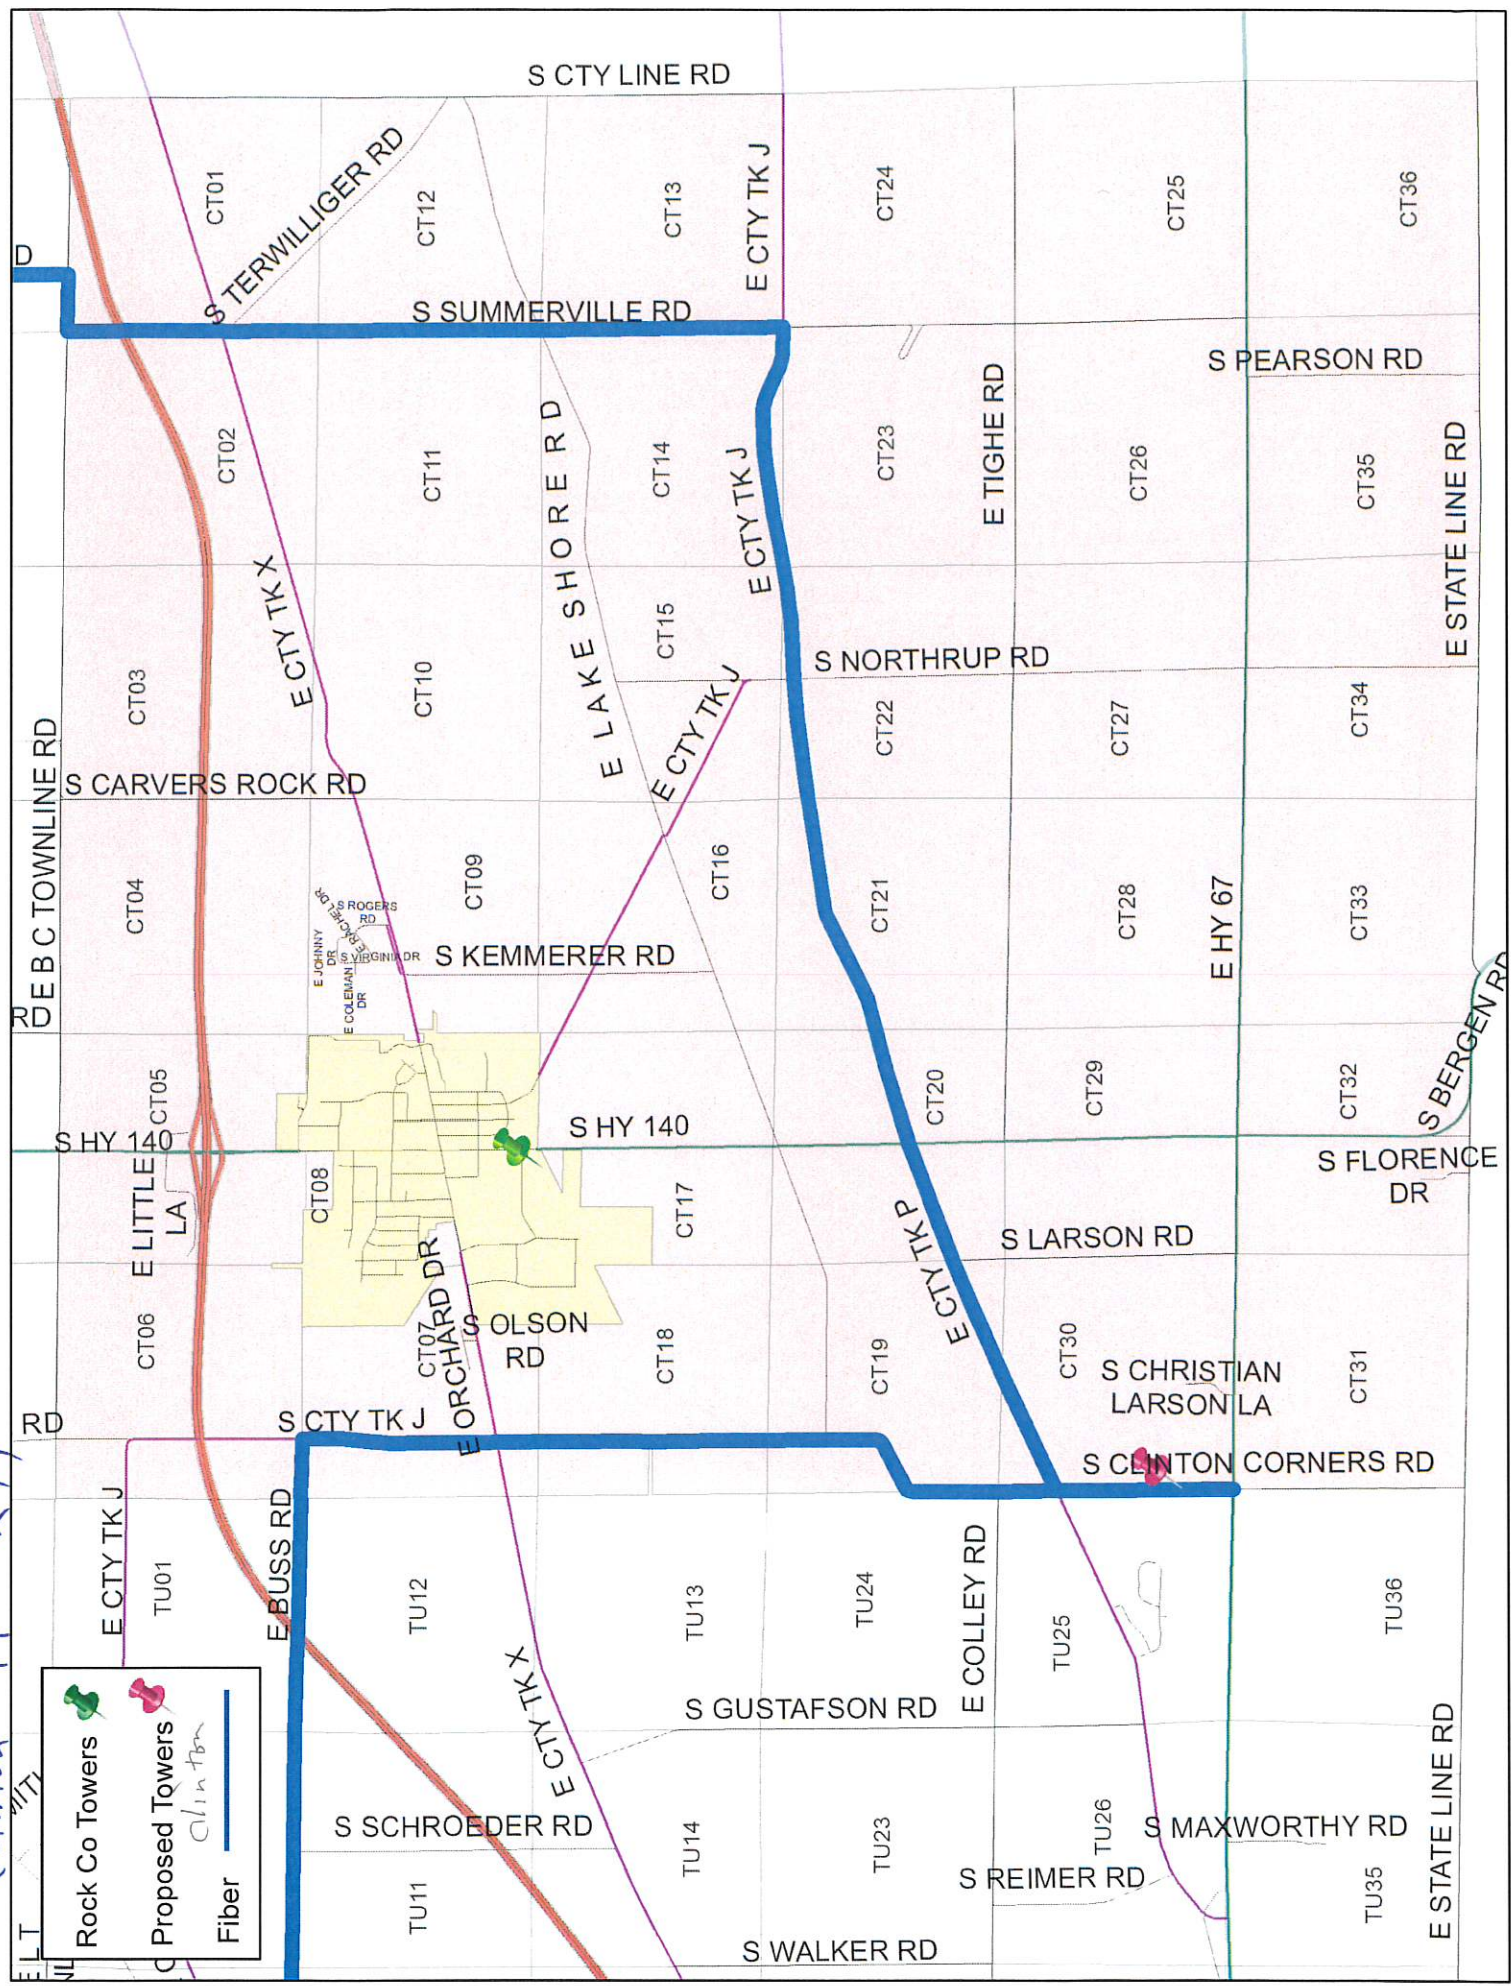 S CTY LINE RD
CT01
S TERWILLIGER RD
CT12
CT13
E CTY TK J
CT24
CT25
CT36
D
S SUMMERVILLE RD
S PEARSON RD
CT02
CT11
E LAKE SHORE RD
CT14
E CTY TK J
CT23
E TIGHE RD
CT26
CT35
E STATE LINE RD
E CTY TK X
CT03
CT10
CT15
E CTY TK J
S NORTHRUP RD
CT22
CT27
CT34
E B C TOWNLINE RD
S CARVERS ROCK RD
CT04
E RACHEL DR
S ROGERS
RD
E JOHNNY
DR
S VIRGINIA DR
E COLEMAN
DR
CT09
S KEMMERER RD
CT16
CT21
CT28
E HY 67
CT33
RD
CT05
S HY 140
E LITTLE
LA
CT08
S HY 140
CT17
CT20
CT29
CT32
S BERGEN RD
S FLORENCE
DR
E CTY TK P
S LARSON RD
CT06
CT07
E ORCHARD DR
S OLSON
RD
CT18
CT19
CT30
S CHRISTIAN
LARSON LA
CT31
RD
S CTY TK J
S CLINTON CORNERS RD
E CTY TK J
TU01
E BUSS RD
TU12
TU13
TU24
E COLLEY RD
TU25
TU36
E CTY TK X
S GUSTAFSON RD
S SCHROEDER RD
TU11
TU14
TU23
TU26
S MAXWORTHY RD
S REIMER RD
TU35
E STATE LINE RD
S WALKER RD
Rock Co Towers
Proposed Towers
Clinton
Fiber
E L T
NL